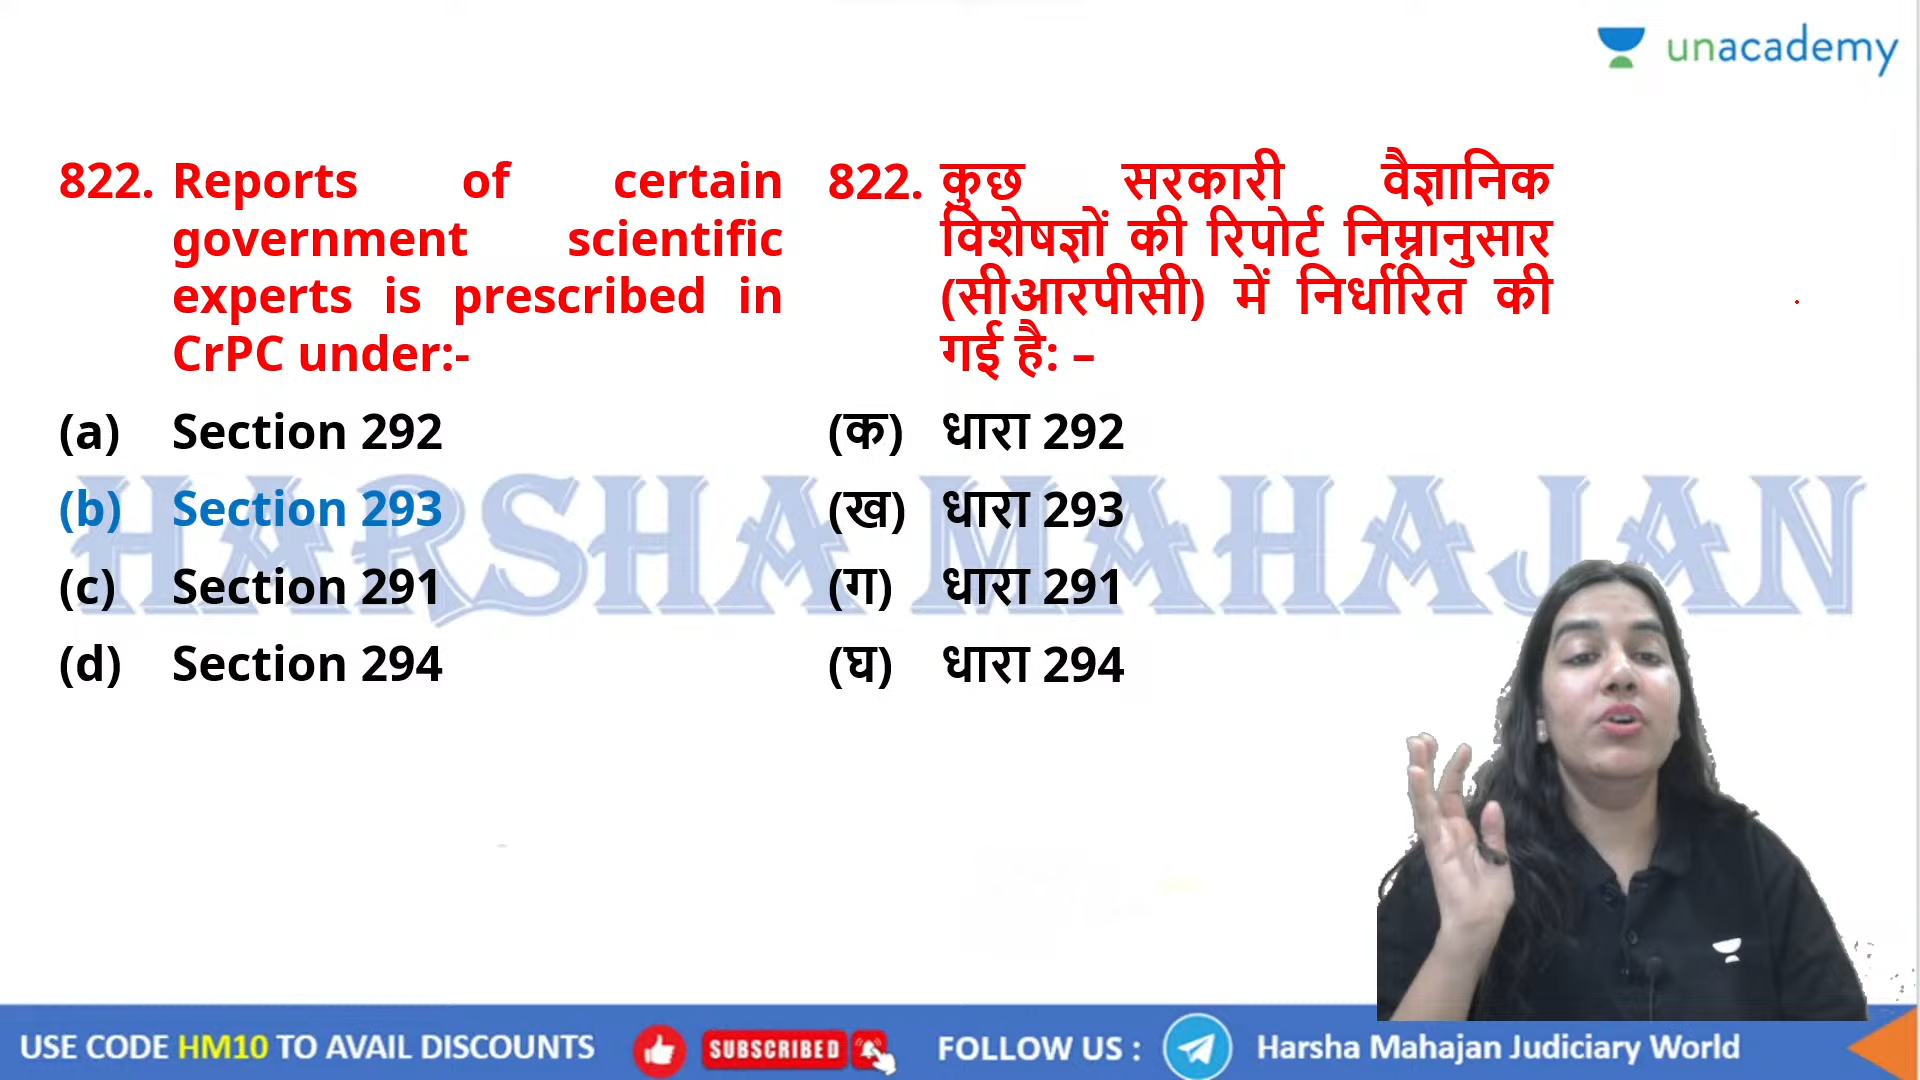 unacademy
822. Reports of certain
government scientific
experts is prescribed in
CrPC under:-
(a) Section 292
(b) Section 293
(c) Section 291
(d) Section 294
822. कुछ सरकारी वैज्ञानिक
विशेषज्ञों की रिपोर्ट निम्नानुसार
(सीआरपीसी) में निर्धारित की
गई है: –
(क) धारा 292
(ख) धारा 293
(ग) धारा 291
(घ) धारा 294
HARSHA MAHAJAN
USE CODE HM10 TO AVAIL DISCOUNTS
SUBSCRIBED
FOLLOW US :
Harsha Mahajan Judiciary World